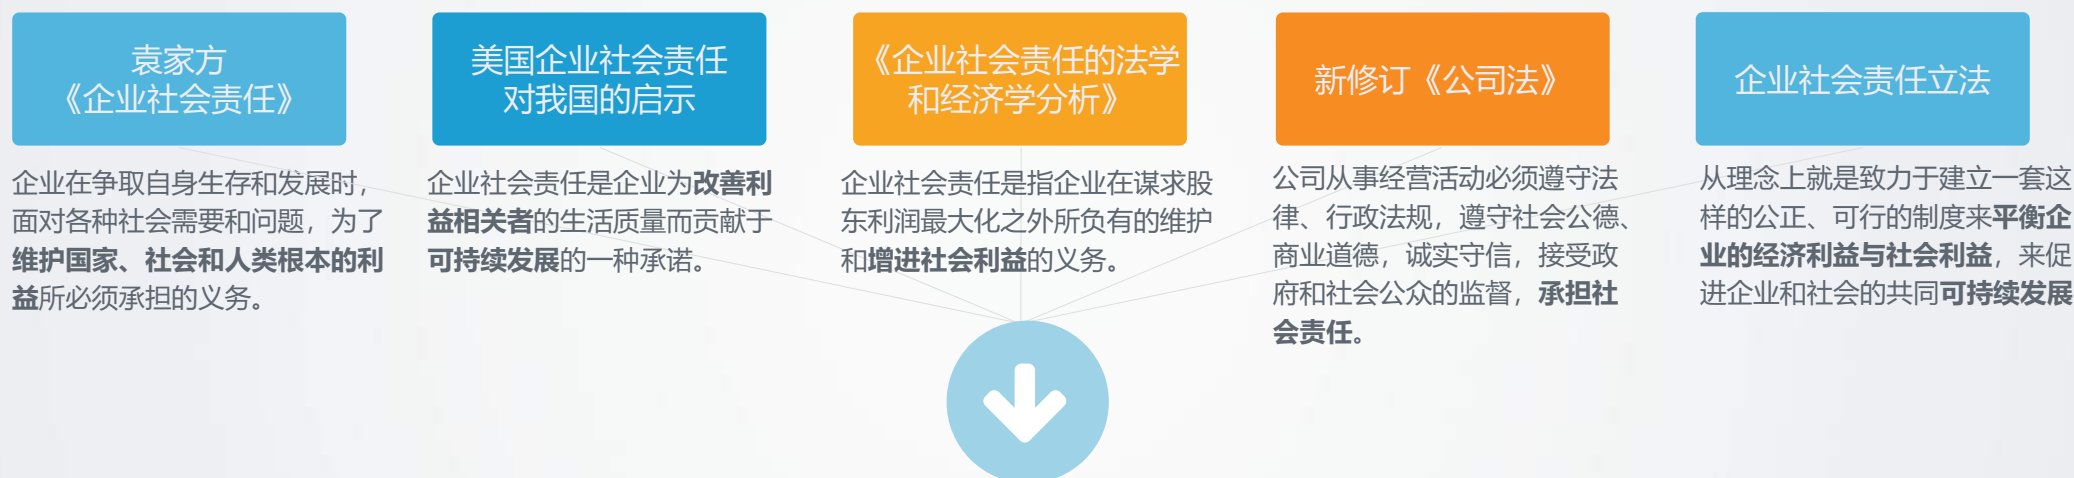 袁家方
《企业社会责任》
企业在争取自身生存和发展时，
面对各种社会需要和问题，为了
维护国家、社会和人类根本的利
益所必须承担的义务。
美国企业社会责任
对我国的启示
企业社会责任是企业为改善利
益相关者的生活质量而贡献于
可持续发展的一种承诺。
《企业社会责任的法学
和经济学分析》
企业社会责任是指企业在谋求股
东利润最大化之外所负有的维护
和增进社会利益的义务。
新修订《公司法》
公司从事经营活动必须遵守法
律、行政法规，遵守社会公德、
商业道德，诚实守信，接受政
府和社会公众的监督，承担社
会责任。
企业社会责任立法
从理念上就是致力于建立一套这
样的公正、可行的制度来平衡企
业的经济利益与社会利益，来促
进企业和社会的共同可持续发展